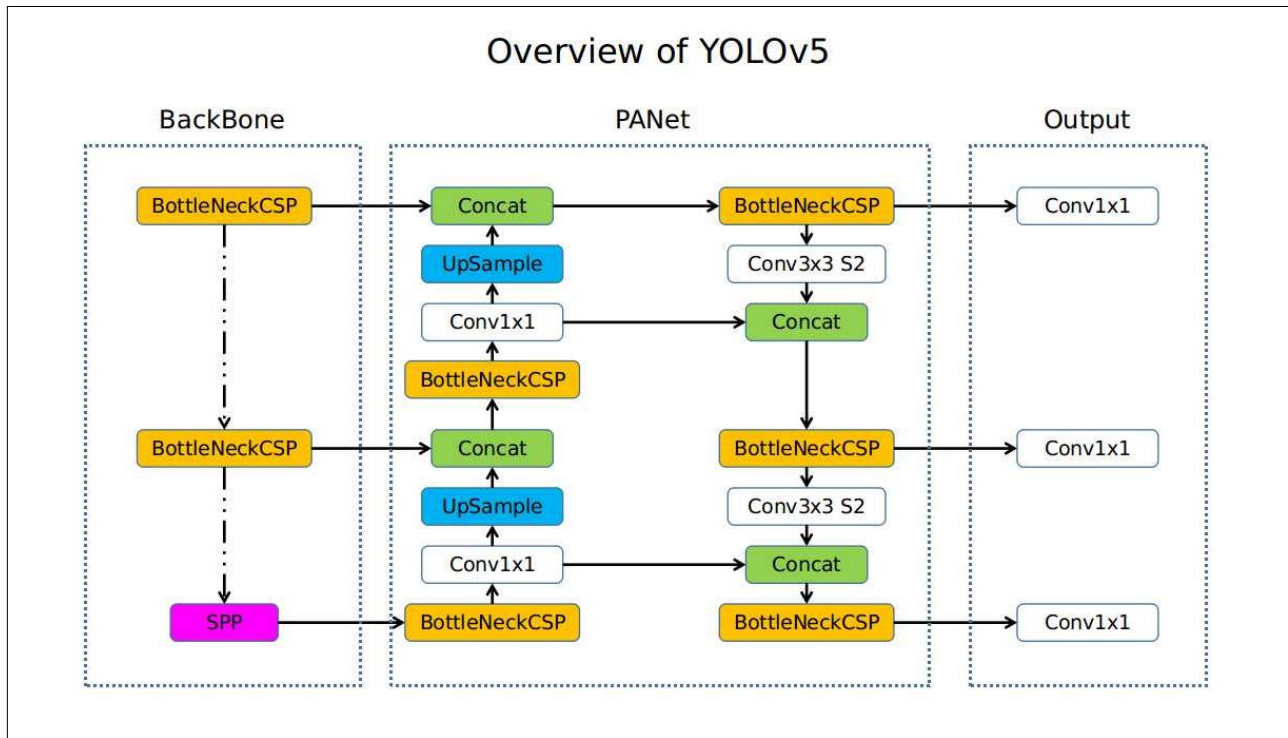 Overview of YOLOv5
BackBone
PANet
Output
BottleNeckCSP
Concat
BottleNeckCSP
Conv1x1
UpSample
Conv3x3 S2
Conv1x1
Concat
BottleNeckCSP
BottleNeckCSP
Concat
BottleNeckCSP
Conv1x1
UpSample
Conv3x3 S2
Conv1x1
Concat
SPP
BottleNeckCSP
BottleNeckCSP
Conv1x1